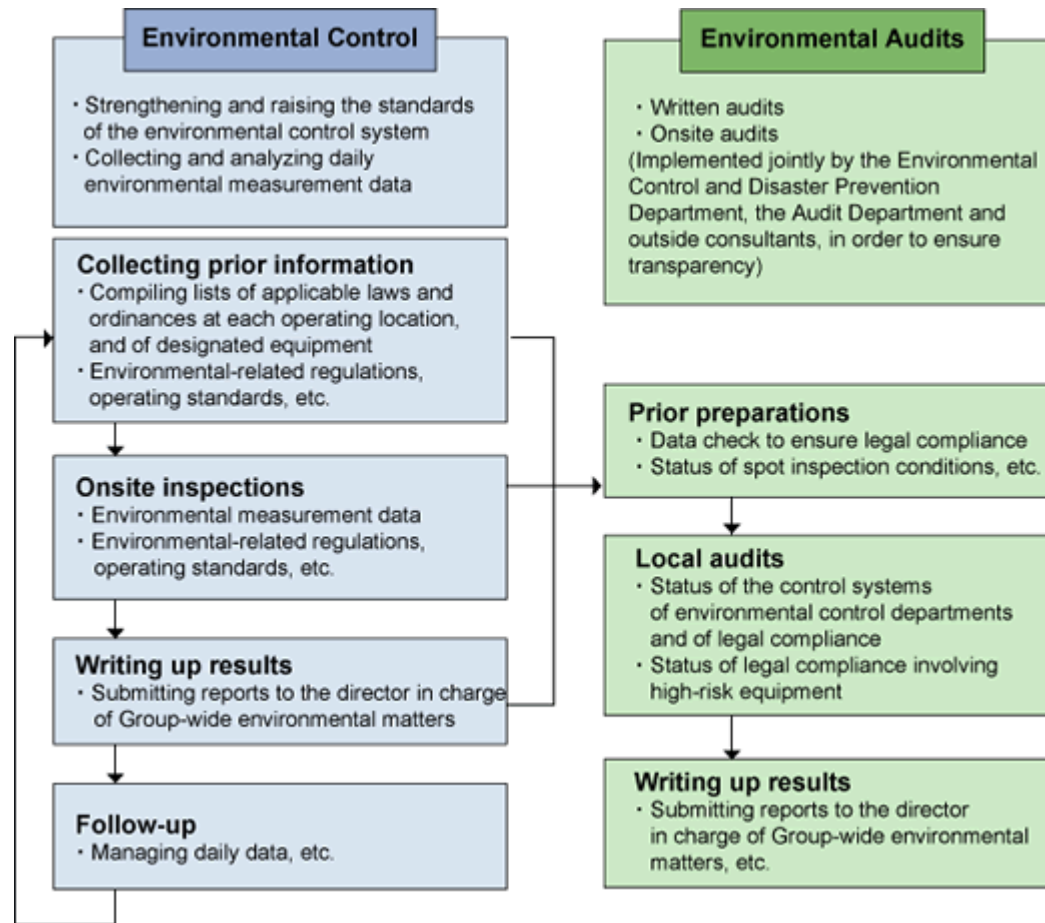 Environmental Control
・Strengthening and raising the standards
of the environmental control system
・Collecting and analyzing daily
environmental measurement data
Collecting prior information
・Compiling lists of applicable laws and
ordinances at each operating location,
and of designated equipment
・Environmental-related regulations,
operating standards, etc.
Onsite inspections
・Environmental measurement data
・Environmental-related regulations,
operating standards, etc.
Writing up results
・Submitting reports to the director in charge
of Group-wide environmental matters
Follow-up
・Managing daily data, etc.
Environmental Audits
・Written audits
・Onsite audits
(Implemented jointly by the Environmental
Control and Disaster Prevention
Department, the Audit Department and
outside consultants, in order to ensure
transparency)
Prior preparations
・Data check to ensure legal compliance
・Status of spot inspection conditions, etc.
Local audits
・Status of the control systems
of environmental control departments
and of legal compliance
・Status of legal compliance involving
high-risk equipment
Writing up results
・Submitting reports to the director
in charge of Group-wide environmental
matters, etc.